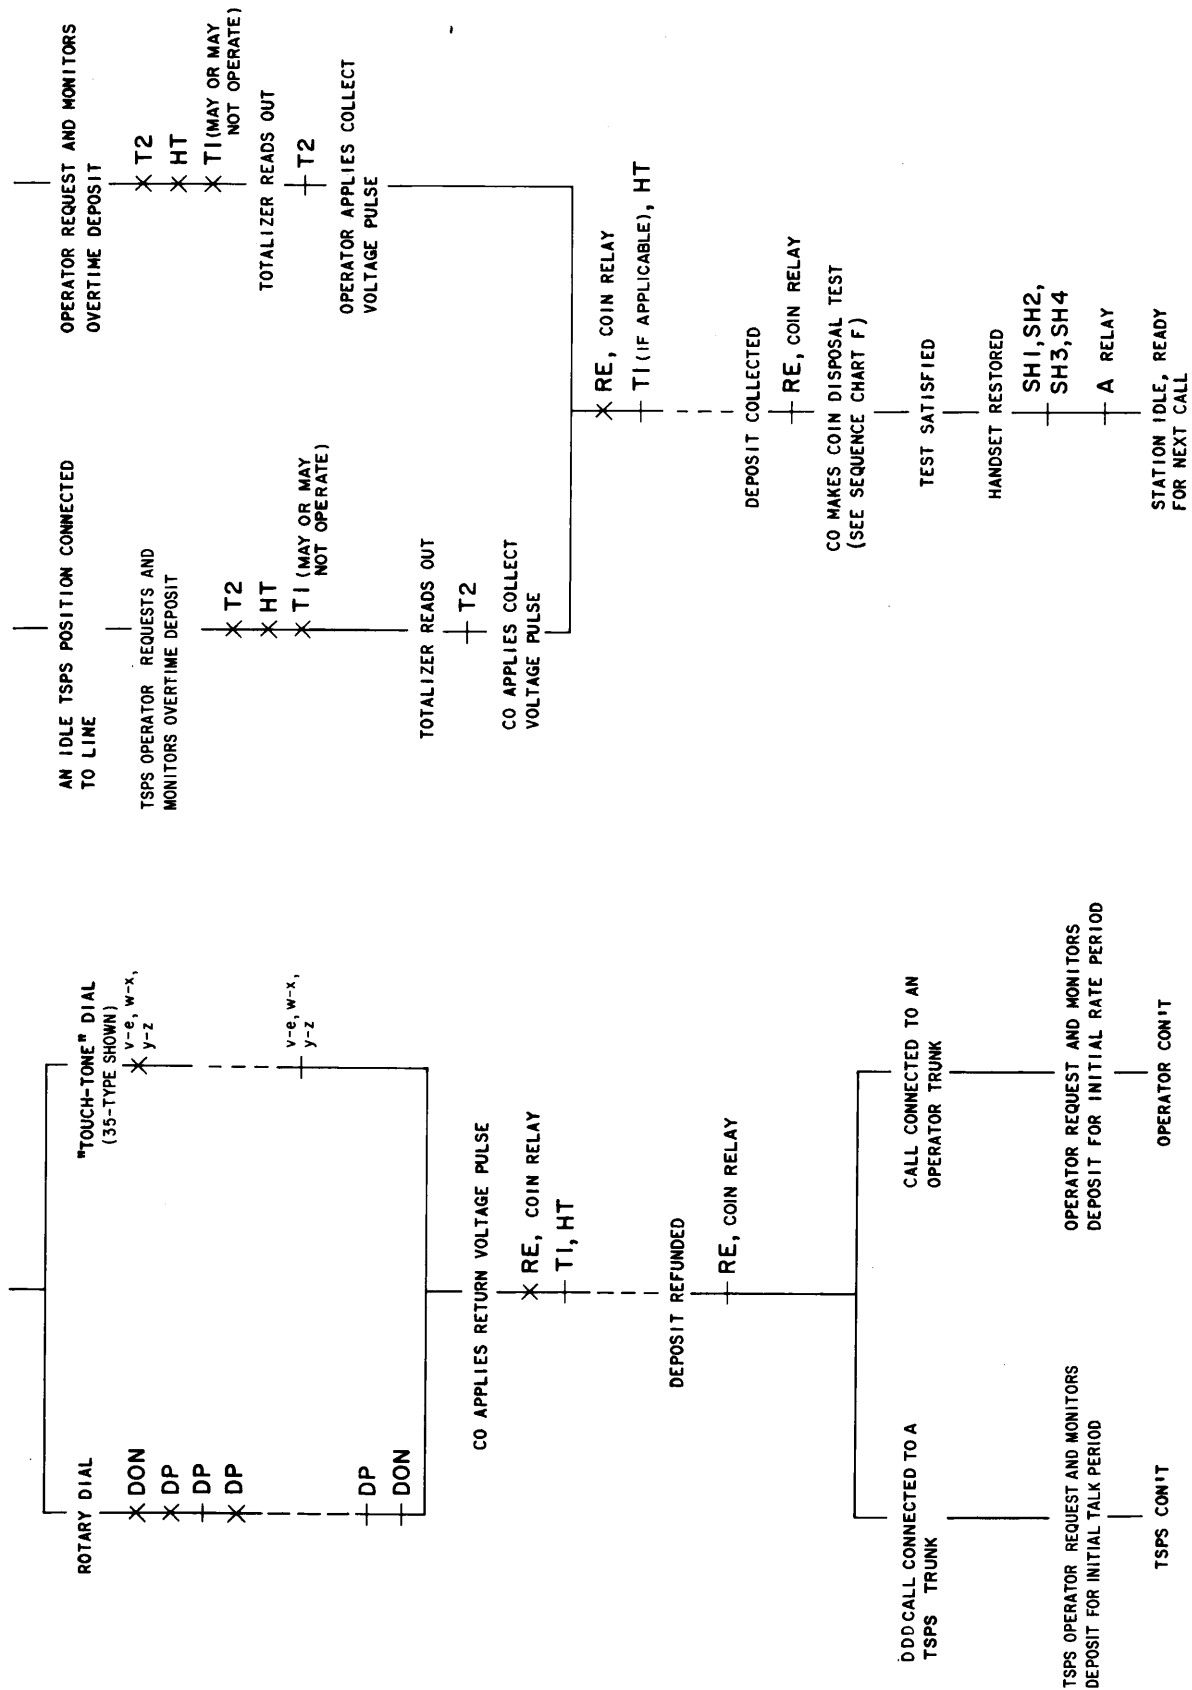 ROTARY DIAL
DON
DP
DP
DP
DP
DON
"TOUCH-TONE" DIAL
(35-TYPE SHOWN)
v-e, w-x,
y-z
v-e, w-x,
y-z
CO APPLIES RETURN VOLTAGE PULSE
RE, COIN RELAY
T1, HT
DEPOSIT REFUNDED
RE, COIN RELAY
DDD CALL CONNECTED TO A
TSPS TRUNK
TSPS OPERATOR REQUEST AND MONITORS
DEPOSIT FOR INITIAL TALK PERIOD
TSPS CON'T
CALL CONNECTED TO AN
OPERATOR TRUNK
OPERATOR REQUEST AND MONITORS
DEPOSIT FOR INITIAL RATE PERIOD
OPERATOR CON'T
AN IDLE TSPS POSITION CONNECTED
TO LINE
TSPS OPERATOR REQUESTS AND
MONITORS OVERTIME DEPOSIT
T2
HT
T1 (MAY OR MAY
NOT OPERATE)
TOTALIZER READS OUT
T2
CO APPLIES COLLECT
VOLTAGE PULSE
OPERATOR REQUEST AND MONITORS
OVERTIME DEPOSIT
T2
HT
T1 (MAY OR MAY
NOT OPERATE)
TOTALIZER READS OUT
T2
OPERATOR APPLIES COLLECT
VOLTAGE PULSE
RE, COIN RELAY
T1 (IF APPLICABLE), HT
DEPOSIT COLLECTED
RE, COIN RELAY
CO MAKES COIN DISPOSAL TEST
(SEE SEQUENCE CHART F)
TEST SATISFIED
HANDSET RESTORED
SH1, SH2,
SH3, SH4
A RELAY
STATION IDLE, READY
FOR NEXT CALL